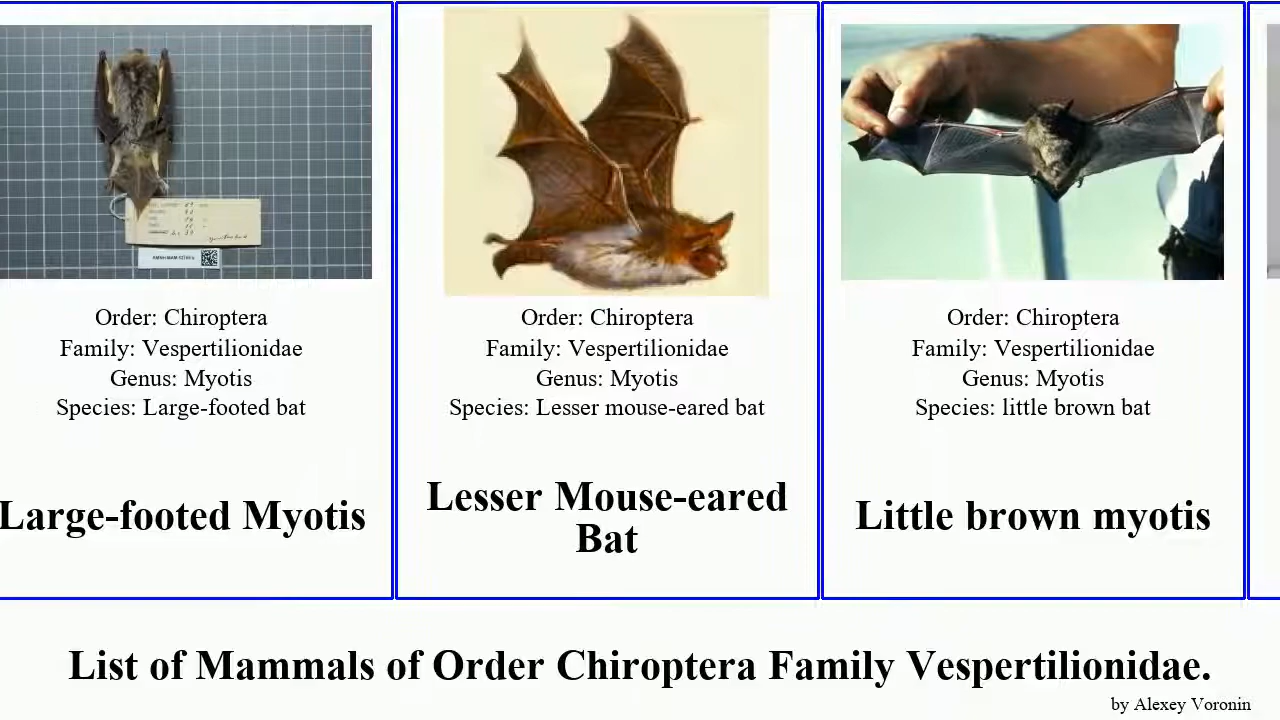 Order: Chiroptera
Family: Vespertilionidae
Genus: Myotis
Species: Large-footed bat
Large-footed Myotis
Order: Chiroptera
Family: Vespertilionidae
Genus: Myotis
Species: Lesser mouse-eared bat
Lesser Mouse-eared
Bat
Order: Chiroptera
Family: Vespertilionidae
Genus: Myotis
Species: little brown bat
Little brown myotis
List of Mammals of Order Chiroptera Family Vespertilionidae.
by Alexey Voronin